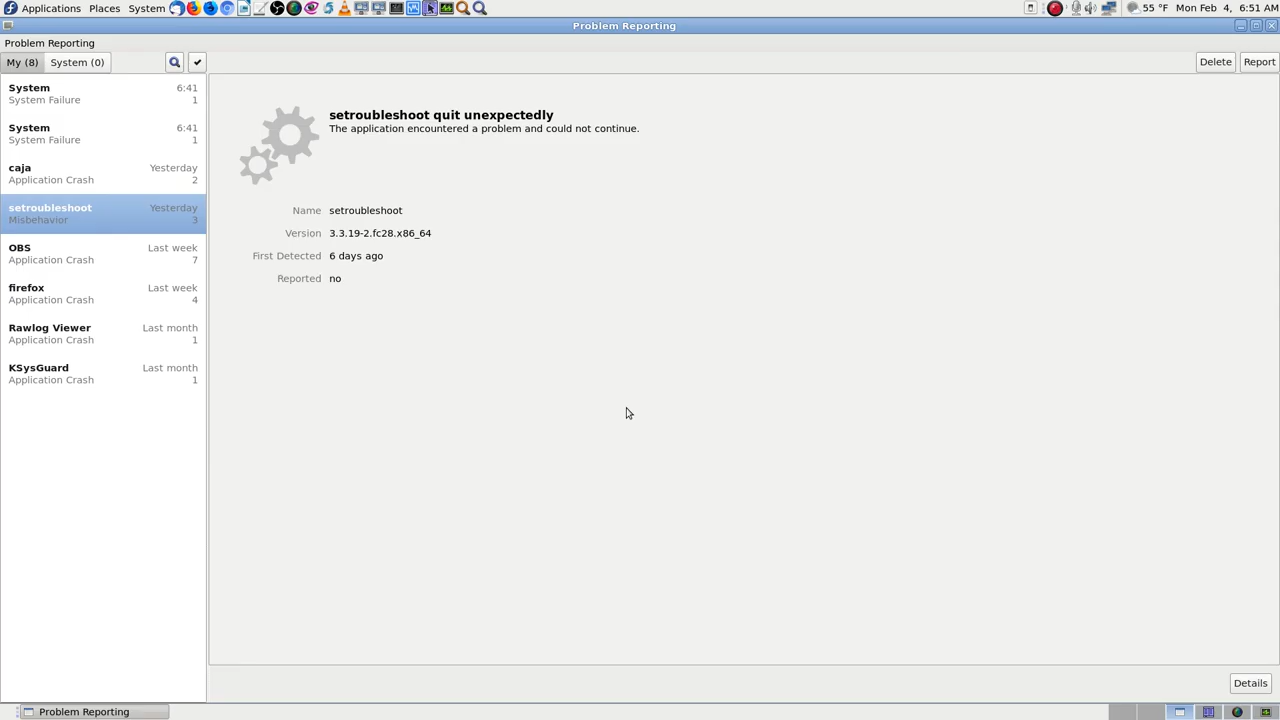 Applications Places System 55 °F Mon Feb 4, 6:51 AM
Problem Reporting
Problem Reporting
My (8) System (0) Delete Report
System 6:41
System Failure 1
System 6:41
System Failure 1
caja Yesterday
Application Crash 2
setroubleshoot Yesterday
Misbehavior 3
OBS Last week
Application Crash 7
firefox Last week
Application Crash 4
Rawlog Viewer Last month
Application Crash 1
KSysGuard Last month
Application Crash 1
setroubleshoot quit unexpectedly
The application encountered a problem and could not continue.
Name setroubleshoot
Version 3.3.19-2.fc28.x86_64
First Detected 6 days ago
Reported no
Details
Problem Reporting